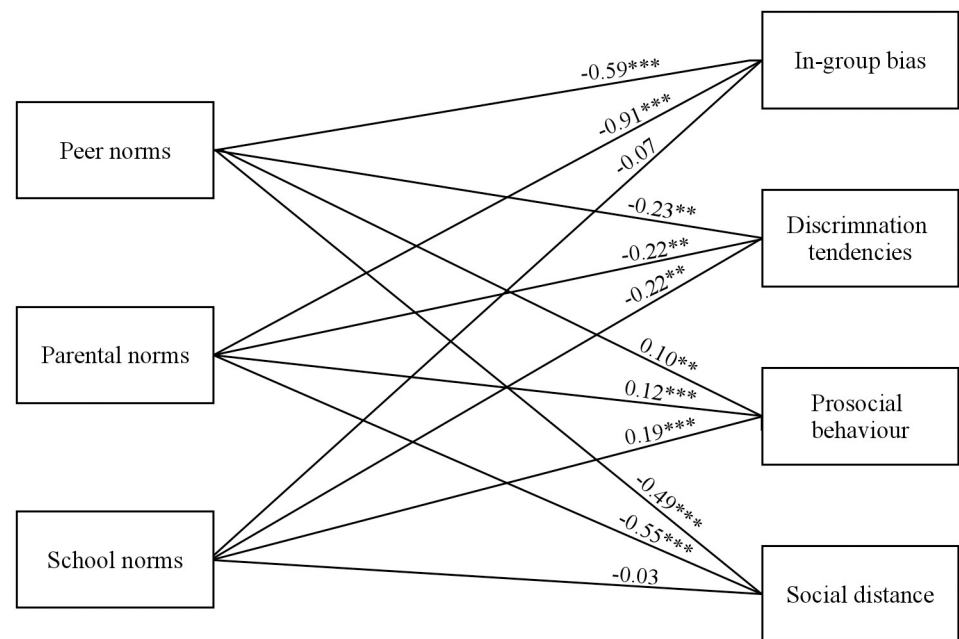 In-group bias
-0.59***
Peer norms
-0.91***
-0.07
-0.23**
Discrimnation
tendencies
-0.22**
-0.22**
Parental norms
0.10**
0.12***
Prosocial
behaviour
0.19***
-0.49***
-0.55***
School norms
-0.03
Social distance